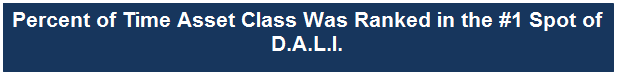 Percent of Time Asset Class Was Ranked in the #1 Spot of
D.A.L.I.